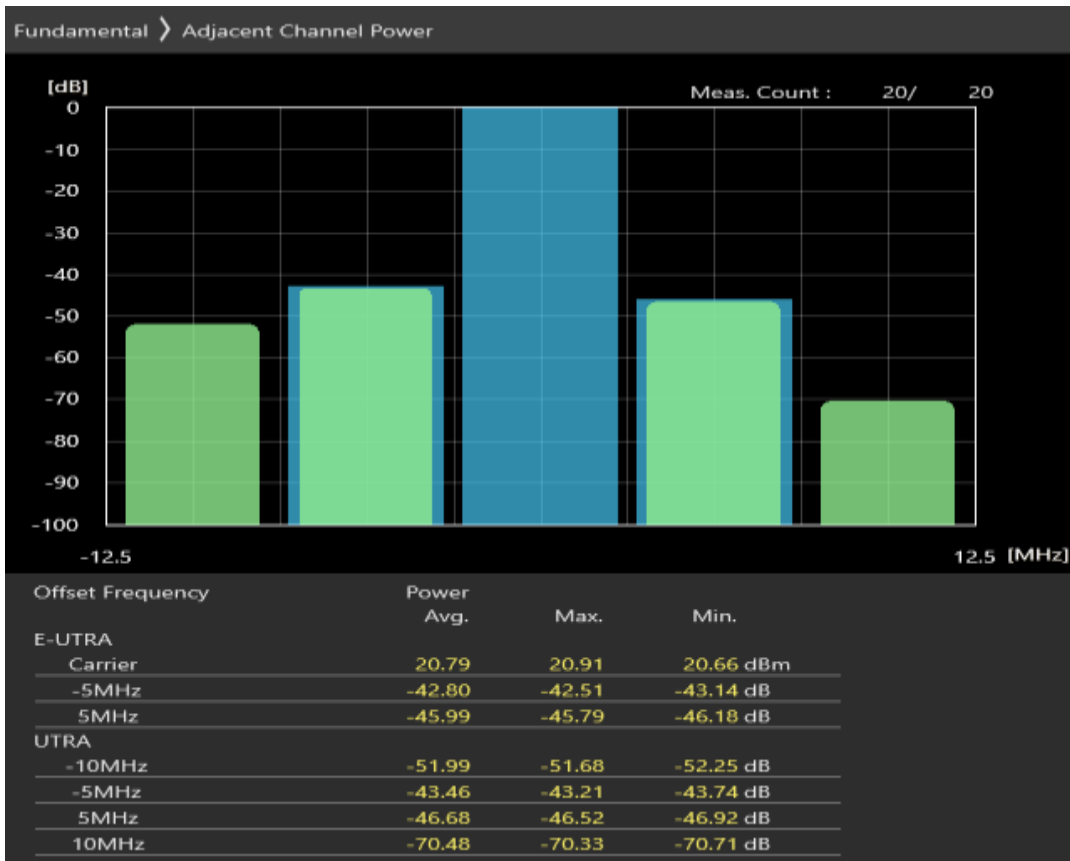 Fundamental 〉 Adjacent Channel Power
[dB]
Meas. Count : 20/ 20
0
-10
-20
-30
-40
-50
-60
-70
-80
-90
-100
-12.5 12.5 [MHz]
Offset Frequency Power
Avg. Max. Min.
E-UTRA
Carrier 20.79 20.91 20.66 dBm
-5MHz -42.80 -42.51 -43.14 dB
5MHz -45.99 -45.79 -46.18 dB
UTRA
-10MHz -51.99 -51.68 -52.25 dB
-5MHz -43.46 -43.21 -43.74 dB
5MHz -46.68 -46.52 -46.92 dB
10MHz -70.48 -70.33 -70.71 dB